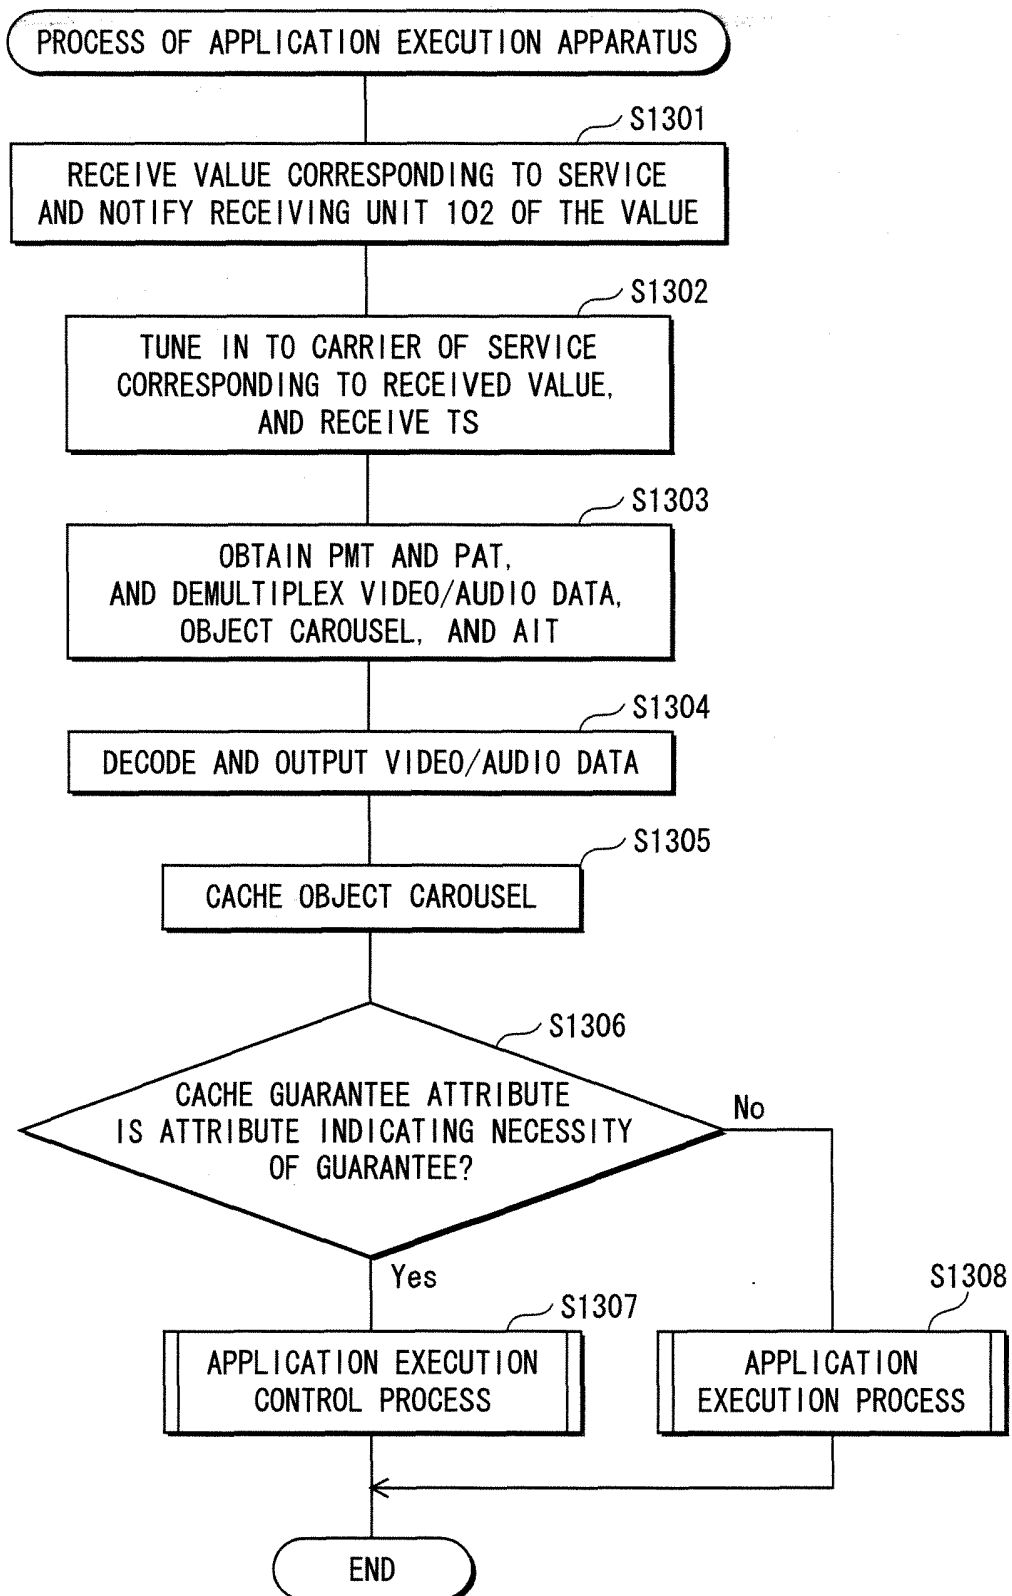 PROCESS OF APPLICATION EXECUTION APPARATUS
S1301
RECEIVE VALUE CORRESPONDING TO SERVICE
AND NOTIFY RECEIVING UNIT 102 OF THE VALUE
S1302
TUNE IN TO CARRIER OF SERVICE
CORRESPONDING TO RECEIVED VALUE,
AND RECEIVE TS
S1303
OBTAIN PMT AND PAT,
AND DEMULTIPLEX VIDEO/AUDIO DATA,
OBJECT CAROUSEL, AND AIT
S1304
DECODE AND OUTPUT VIDEO/AUDIO DATA
S1305
CACHE OBJECT CAROUSEL
S1306
CACHE GUARANTEE ATTRIBUTE
IS ATTRIBUTE INDICATING NECESSITY
OF GUARANTEE?
No
Yes
S1307
APPLICATION EXECUTION
CONTROL PROCESS
S1308
APPLICATION
EXECUTION PROCESS
END